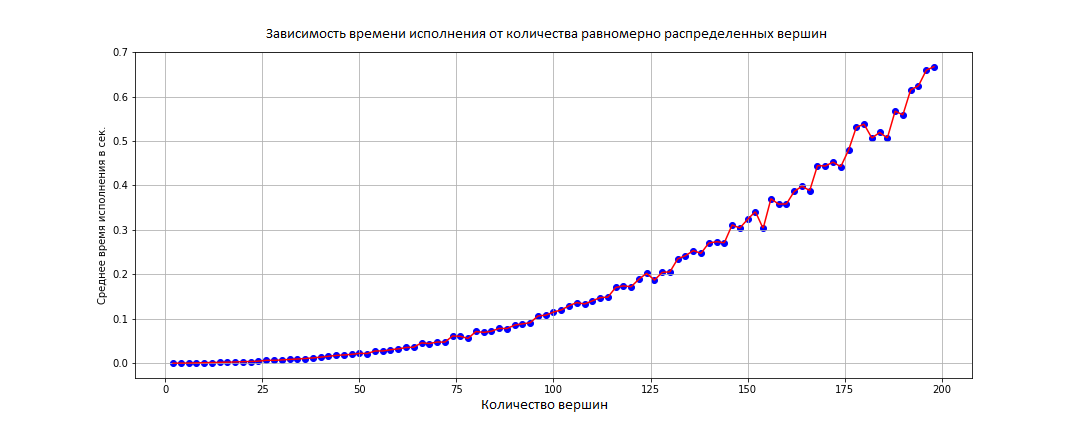 Зависимость времени исполнения от количества равномерно распределенных вершин
Среднее время исполнения в сек.
0.7
0.6
0.5
0.4
0.3
0.2
0.1
0.0
0 25 50 75 100 125 150 175 200
Количество вершин